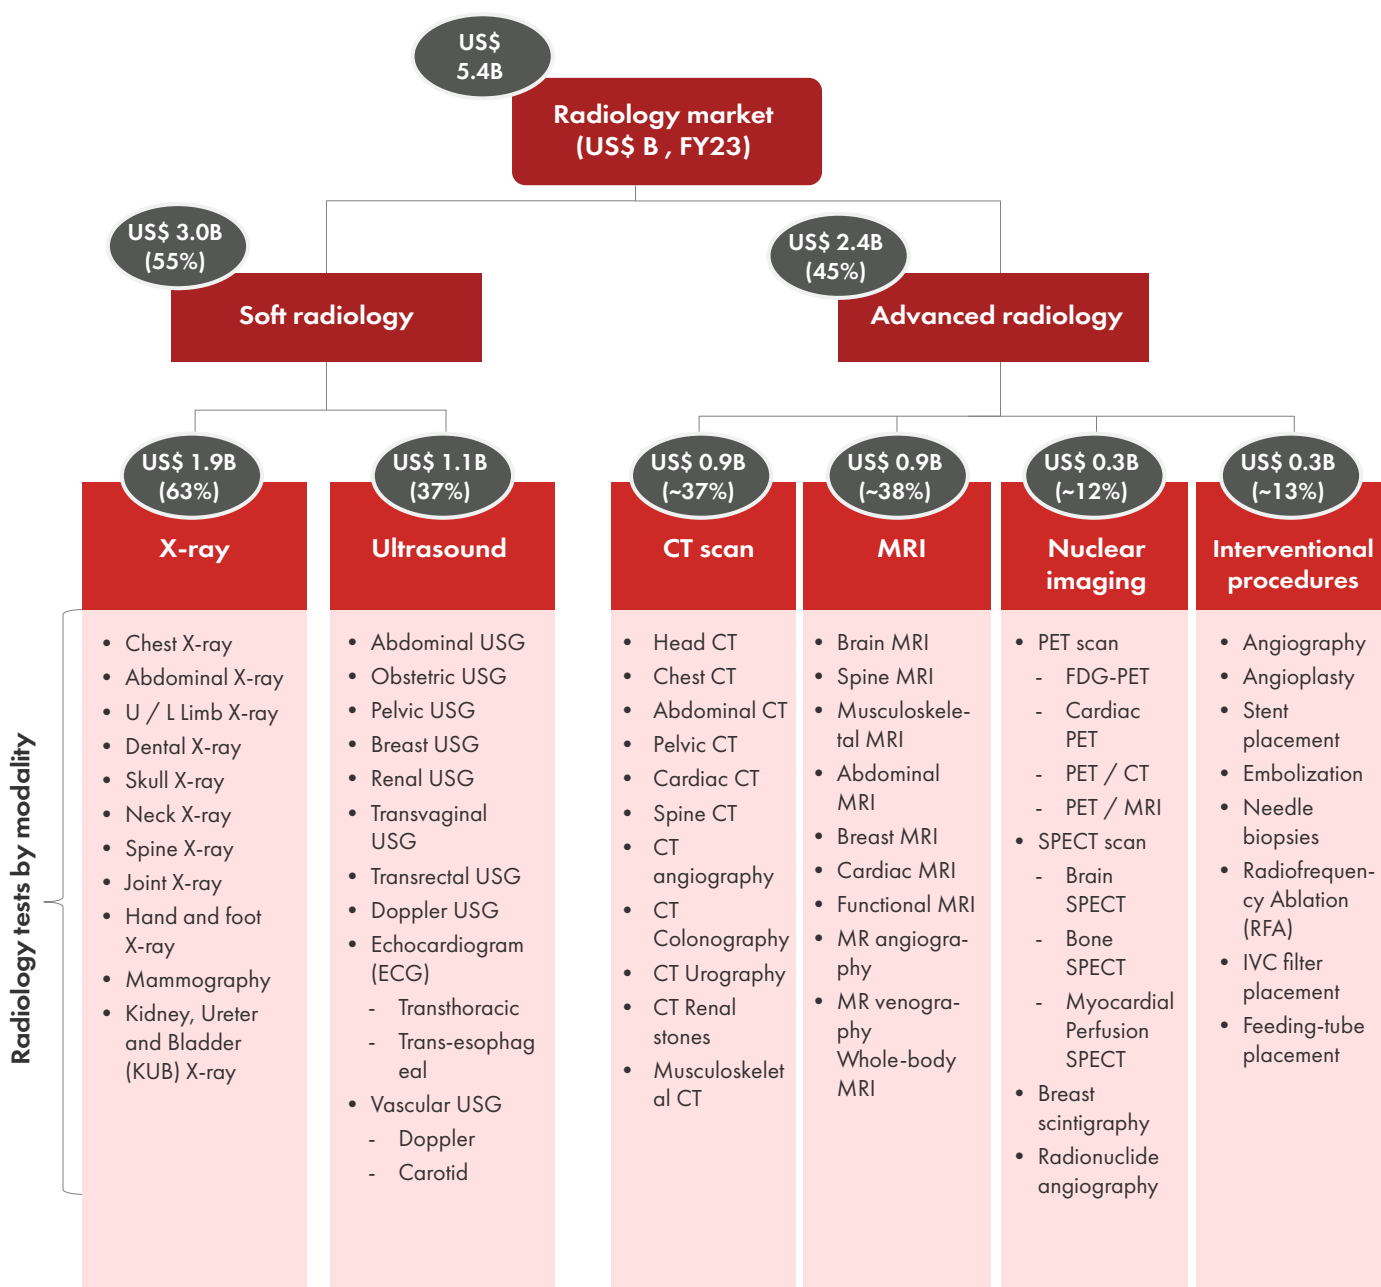 US$
5.4B
Radiology market
(US$ B , FY23)
US$ 3.0B
(55%)
Soft radiology
US$ 2.4B
(45%)
Advanced radiology
Radiology tests by modality
US$ 1.9B
(63%)
X-ray
• Chest X-ray
• Abdominal X-ray
• U / L Limb X-ray
• Dental X-ray
• Skull X-ray
• Neck X-ray
• Spine X-ray
• Joint X-ray
• Hand and foot
X-ray
• Mammography
• Kidney, Ureter
and Bladder
(KUB) X-ray
US$ 1.1B
(37%)
Ultrasound
• Abdominal USG
• Obstetric USG
• Pelvic USG
• Breast USG
• Renal USG
• Transvaginal
USG
• Transrectal USG
• Doppler USG
• Echocardiogram
(ECG)
- Transthoracic
- Trans-esophag
eal
• Vascular USG
- Doppler
- Carotid
US$ 0.9B
(~37%)
CT scan
• Head CT
• Chest CT
• Abdominal CT
• Pelvic CT
• Cardiac CT
• Spine CT
• CT
angiography
• CT
Colonography
• CT Urography
• CT Renal
stones
• Musculoskelet
al CT
US$ 0.9B
(~38%)
MRI
• Brain MRI
• Spine MRI
• Musculoskele-
tal MRI
• Abdominal
MRI
• Breast MRI
• Cardiac MRI
• Functional MRI
• MR angiogra-
phy
• MR venogra-
phy
Whole-body
MRI
US$ 0.3B
(~12%)
Nuclear
imaging
• PET scan
- FDG-PET
- Cardiac
PET
- PET / CT
- PET / MRI
• SPECT scan
- Brain
SPECT
- Bone
SPECT
- Myocardial
Perfusion
SPECT
• Breast
scintigraphy
• Radionuclide
angiography
US$ 0.3B
(~13%)
Interventional
procedures
• Angiography
• Angioplasty
• Stent
placement
• Embolization
• Needle
biopsies
• Radiofrequen-
cy Ablation
(RFA)
• IVC filter
placement
• Feeding-tube
placement